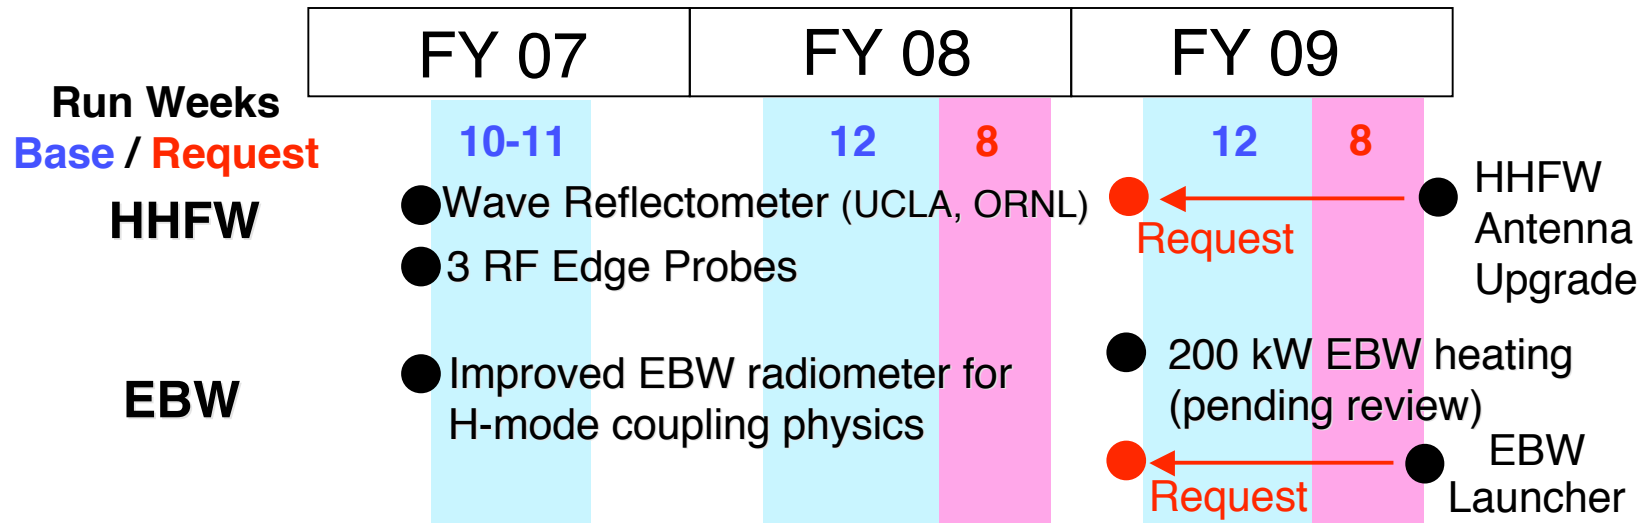 FY 07 FY 08 FY 09
Run Weeks
Base / Request 10-11 12 8 12 8
HHFW
Wave Reflectometer (UCLA, ORNL)
3 RF Edge Probes
Request
HHFW
Antenna
Upgrade
EBW
Improved EBW radiometer for
H-mode coupling physics
200 kW EBW heating
(pending review)
Request
EBW
Launcher